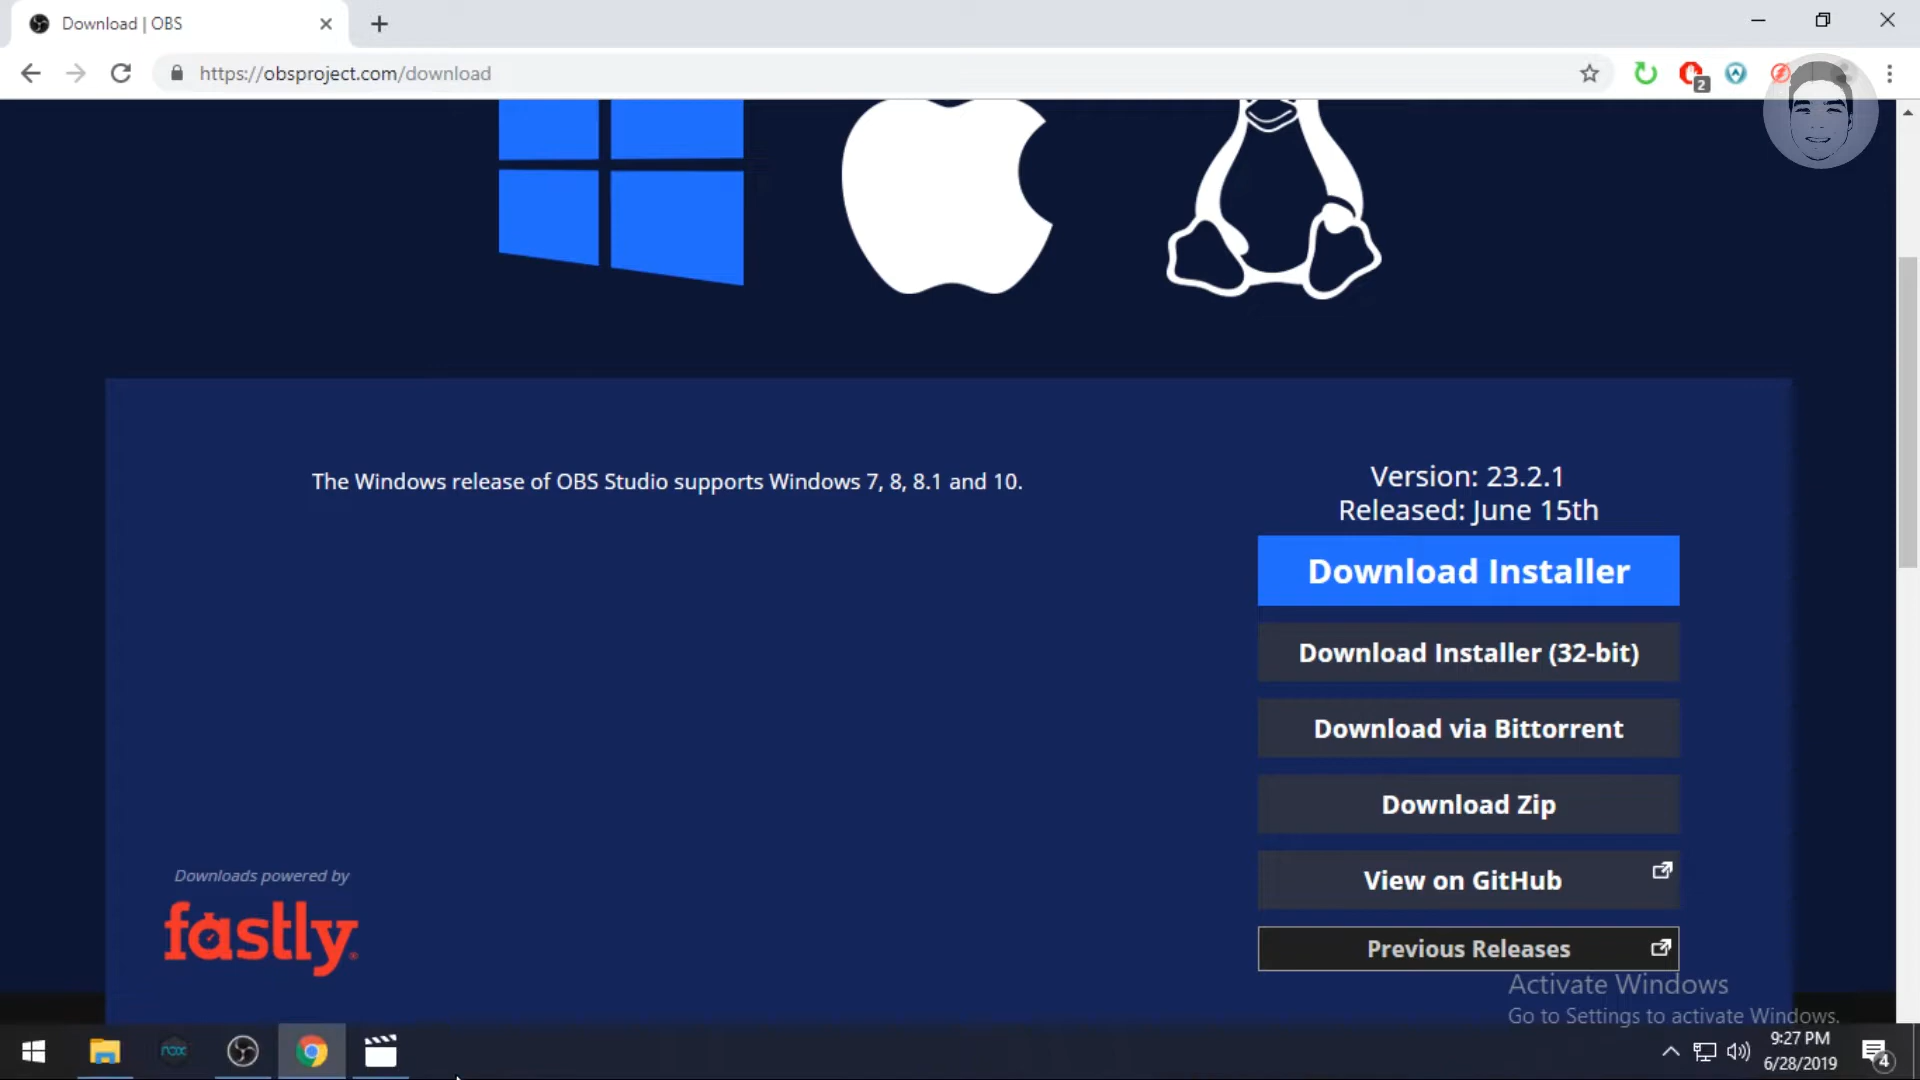 Download | OBS
https://obsproject.com/download
2
The Windows release of OBS Studio supports Windows 7, 8, 8.1 and 10.
Version: 23.2.1
Released: June 15th
Download Installer
Download Installer (32-bit)
Download via Bittorrent
Download Zip
View on GitHub
Previous Releases
Downloads powered by
fastly
Activate Windows
Go to Settings to activate Windows.
nox
9:27 PM
6/28/2019
4